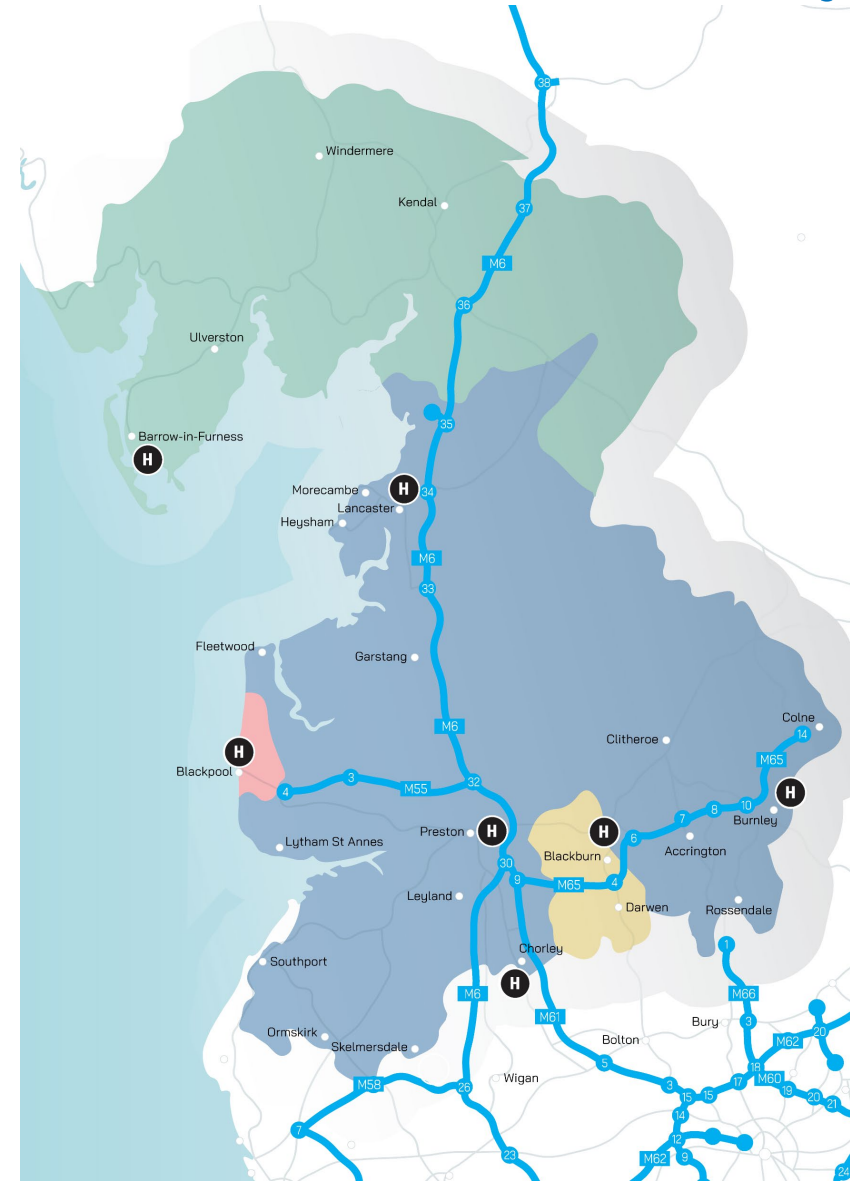 38
Windermere
Kendal
37
M6
36
Ulverston
35
Barrow-in-Furness
H
H
Morecambe
34
Lancaster
Heysham
M6
33
Fleetwood
Garstang
Colne
M6
14
Clitheroe
H
M65
Blackpool
3
32
4
M55
H
10
8
7
Burnley
Preston
H
H
6
Lytham St Annes
Accrington
Blackburn
30
9
M65
4
Leyland
Darwen
Rossendale
1
Chorley
Southport
H
M6
M66
M61
3
Bury
Ormskirk
20
Bolton
M62
Skelmersdale
5
18
Wigan
M60
M58
26
3
17
19
15
15
20
21
14
7
12
23
M62
9
24